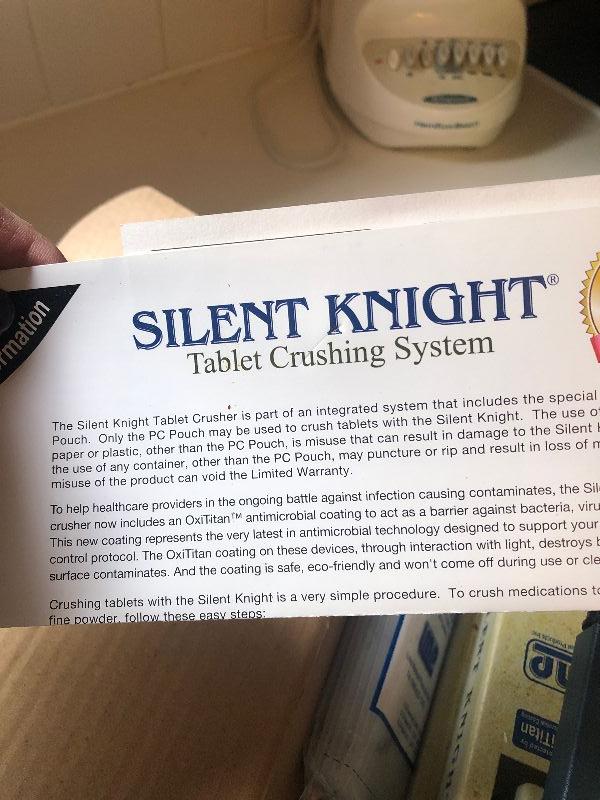 HamiltonBeach
rmation
SILENT KNIGHT®
Tablet Crushing System
The Silent Knight Tablet Crusher is part of an integrated system that includes the special
Pouch. Only the PC Pouch may be used to crush tablets with the Silent Knight. The use o
paper or plastic, other than the PC Pouch, is misuse that can result in damage to the Silent
the use of any container, other than the PC Pouch, may puncture or rip and result in loss of m
misuse of the product can void the Limited Warranty.
To help healthcare providers in the ongoing battle against infection causing contaminates, the Sil
crusher now includes an OxiTitan™ antimicrobial coating to act as a barrier against bacteria, viru
This new coating represents the very latest in antimicrobial technology designed to support your
control protocol. The OxiTitan coating on these devices, through interaction with light, destroys b
surface contaminates. And the coating is safe, eco-friendly and won't come off during use or cle
Crushing tablets with the Silent Knight is a very simple procedure. To crush medications to
fine powder, follow these easy steps:
iTitan